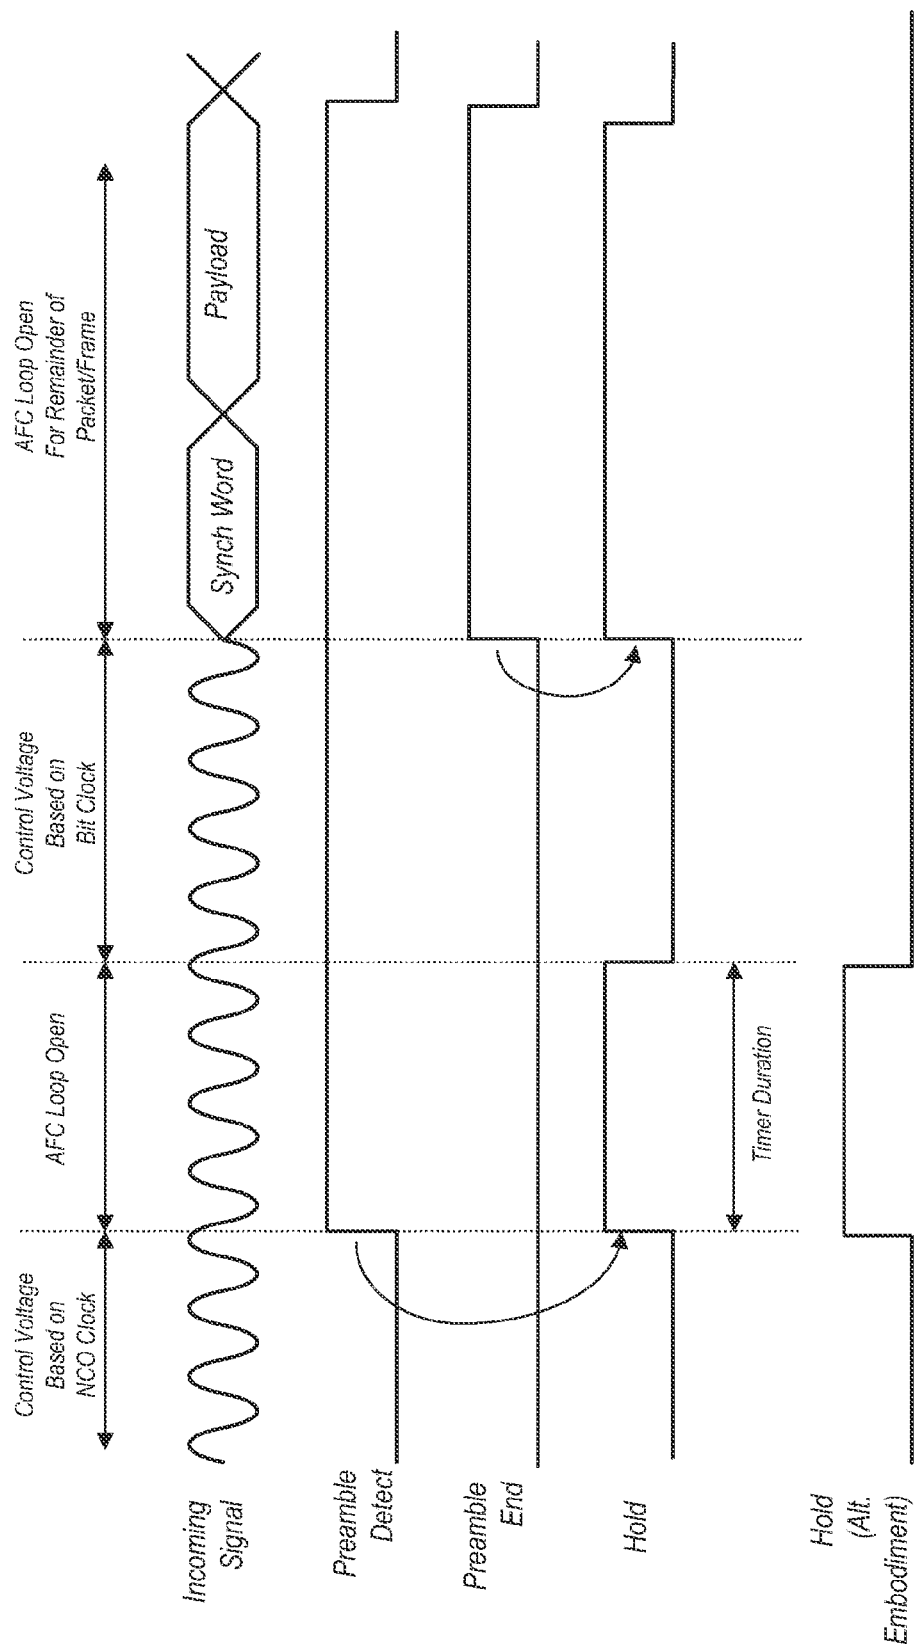 Control Voltage
Based on
NCO Clock
AFC Loop Open
Control Voltage
Based on
Bit Clock
AFC Loop Open
For Remainder of
Packet/Frame
Incoming
Signal
Synch Word
Payload
Preamble
Detect
Preamble
End
Hold
Timer Duration
Hold
(Alt.
Embodiment)